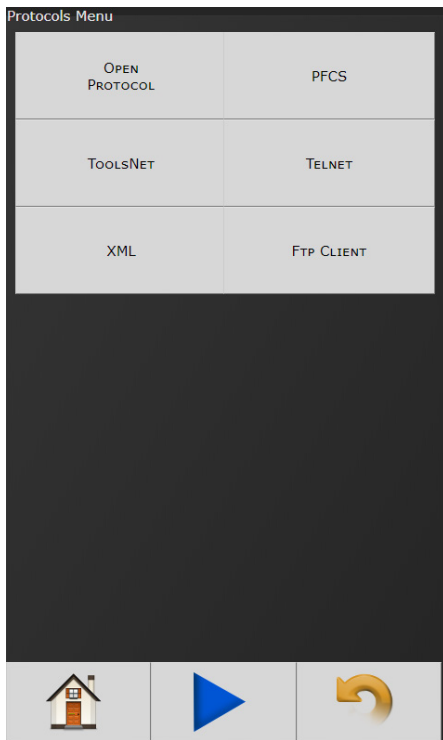 Protocols Menu
Open
Protocol
PFCS
ToolsNet
Telnet
XML
Ftp Client